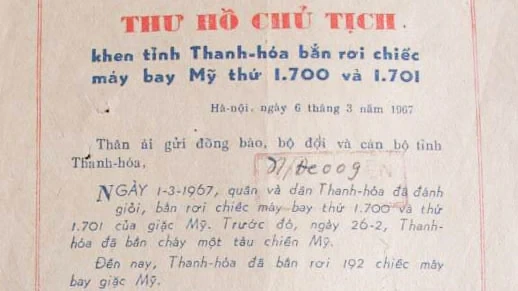 THƯ HỒ CHỦ TỊCH
khen tỉnh Thanh-hóa bắn rơi chiếc
máy bay Mỹ thứ 1.700 và 1.701
Hà-nội, ngày 6 tháng 3 năm 1967
Thân ái gửi đồng bào, bộ đội và cán bộ tỉnh
Thanh-hóa,
NGÀY 1-3-1967, quân và dân Thanh-hóa đã đánh
giỏi, bắn rơi chiếc máy bay thứ 1.700 và thứ
1.701 của giặc Mỹ. Trước đó, ngày 26-2, Thanh-
hóa đã bắn cháy một tàu chiến Mỹ.
Đến nay, Thanh-hóa đã bắn rơi 192 chiếc máy
bay giặc Mỹ.